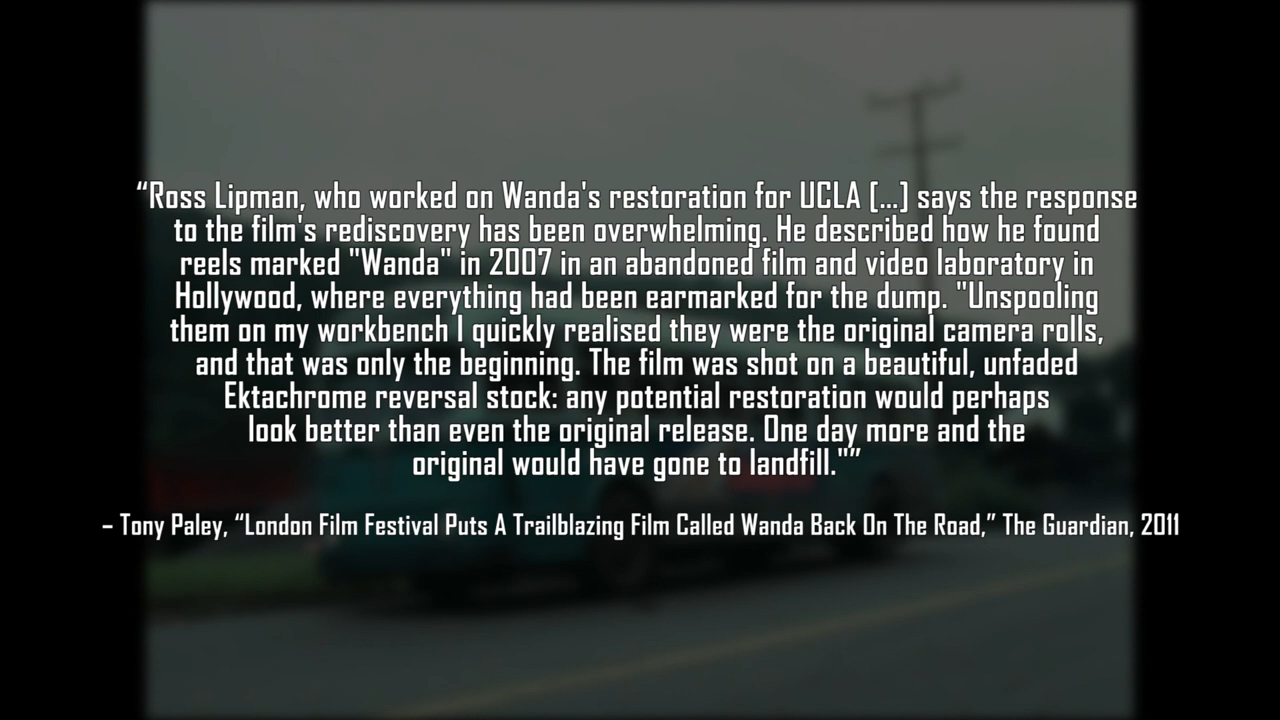 “Ross Lipman, who worked on Wanda's restoration for UCLA [...] says the response
to the film's rediscovery has been overwhelming. He described how he found
reels marked "Wanda" in 2007 in an abandoned film and video laboratory in
Hollywood, where everything had been earmarked for the dump. "Unspooling
them on my workbench I quickly realised they were the original camera rolls,
and that was only the beginning. The film was shot on a beautiful, unfaded
Ektachrome reversal stock: any potential restoration would perhaps
look better than even the original release. One day more and the
original would have gone to landfill."”
– Tony Paley, “London Film Festival Puts A Trailblazing Film Called Wanda Back On The Road,” The Guardian, 2011